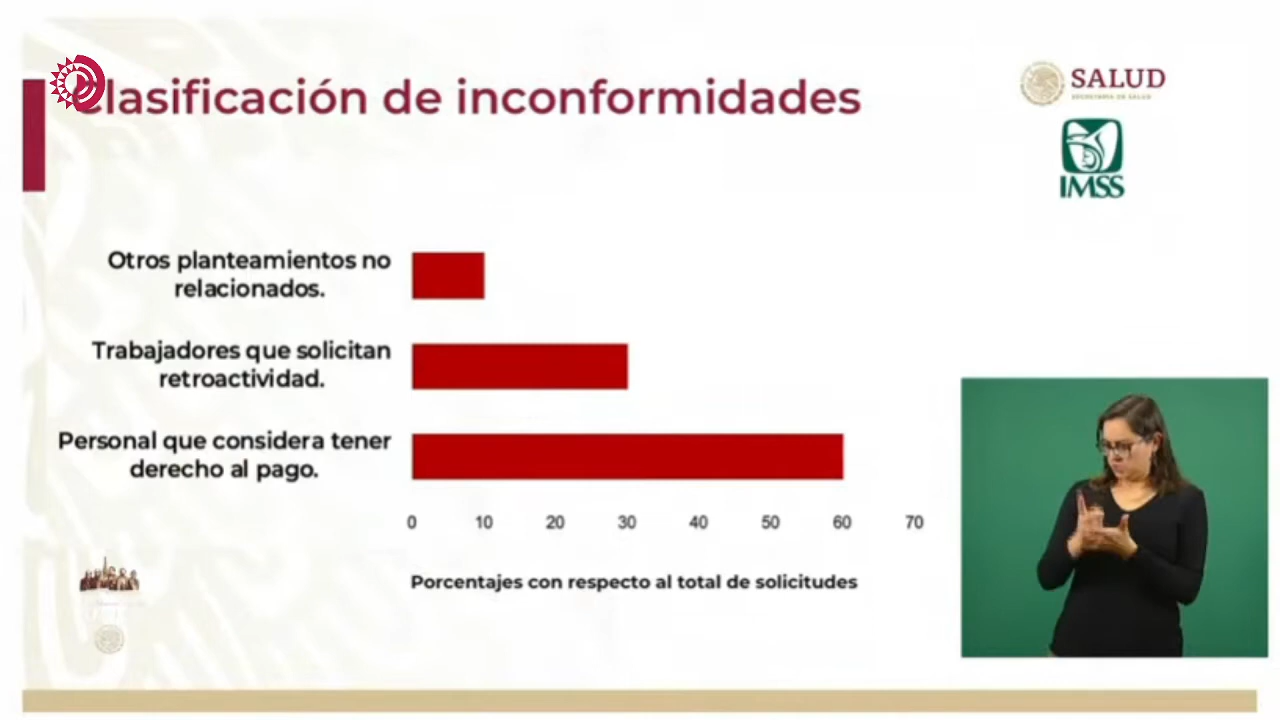 Clasificación de inconformidades
SALUD
SECRETARÍA DE SALUD
IMSS
Otros planteamientos no
relacionados.
Trabajadores que solicitan
retroactividad.
Personal que considera tener
derecho al pago.
0 10 20 30 40 50 60 70
Porcentajes con respecto al total de solicitudes